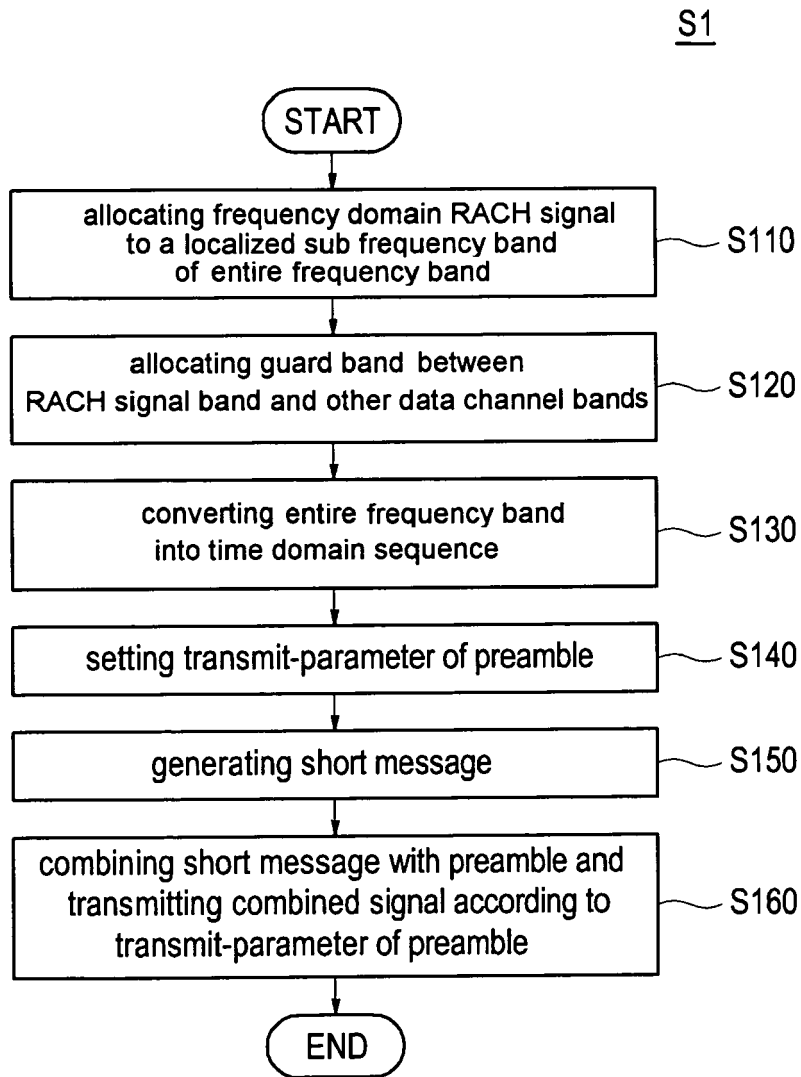 S1
START
allocating frequency domain RACH signal
to a localized sub frequency band
of entire frequency band
S110
allocating guard band between
RACH signal band and other data channel bands
S120
converting entire frequency band
into time domain sequence
S130
setting transmit-parameter of preamble
S140
generating short message
S150
combining short message with preamble and
transmitting combined signal according to
transmit-parameter of preamble
S160
END